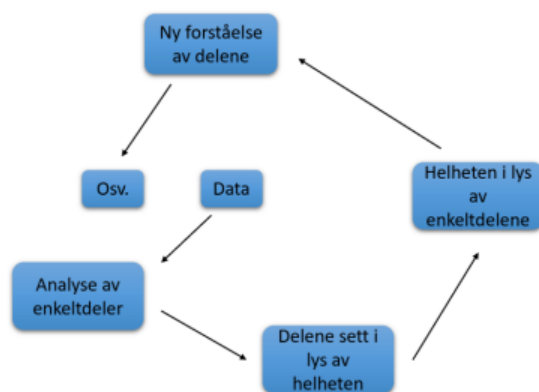 Ny forståelse
av delene
Osv.
Data
Helheten i lys
av
enkeltdelene
Analyse av
enkeltdeler
Delene sett i
lys av
helheten